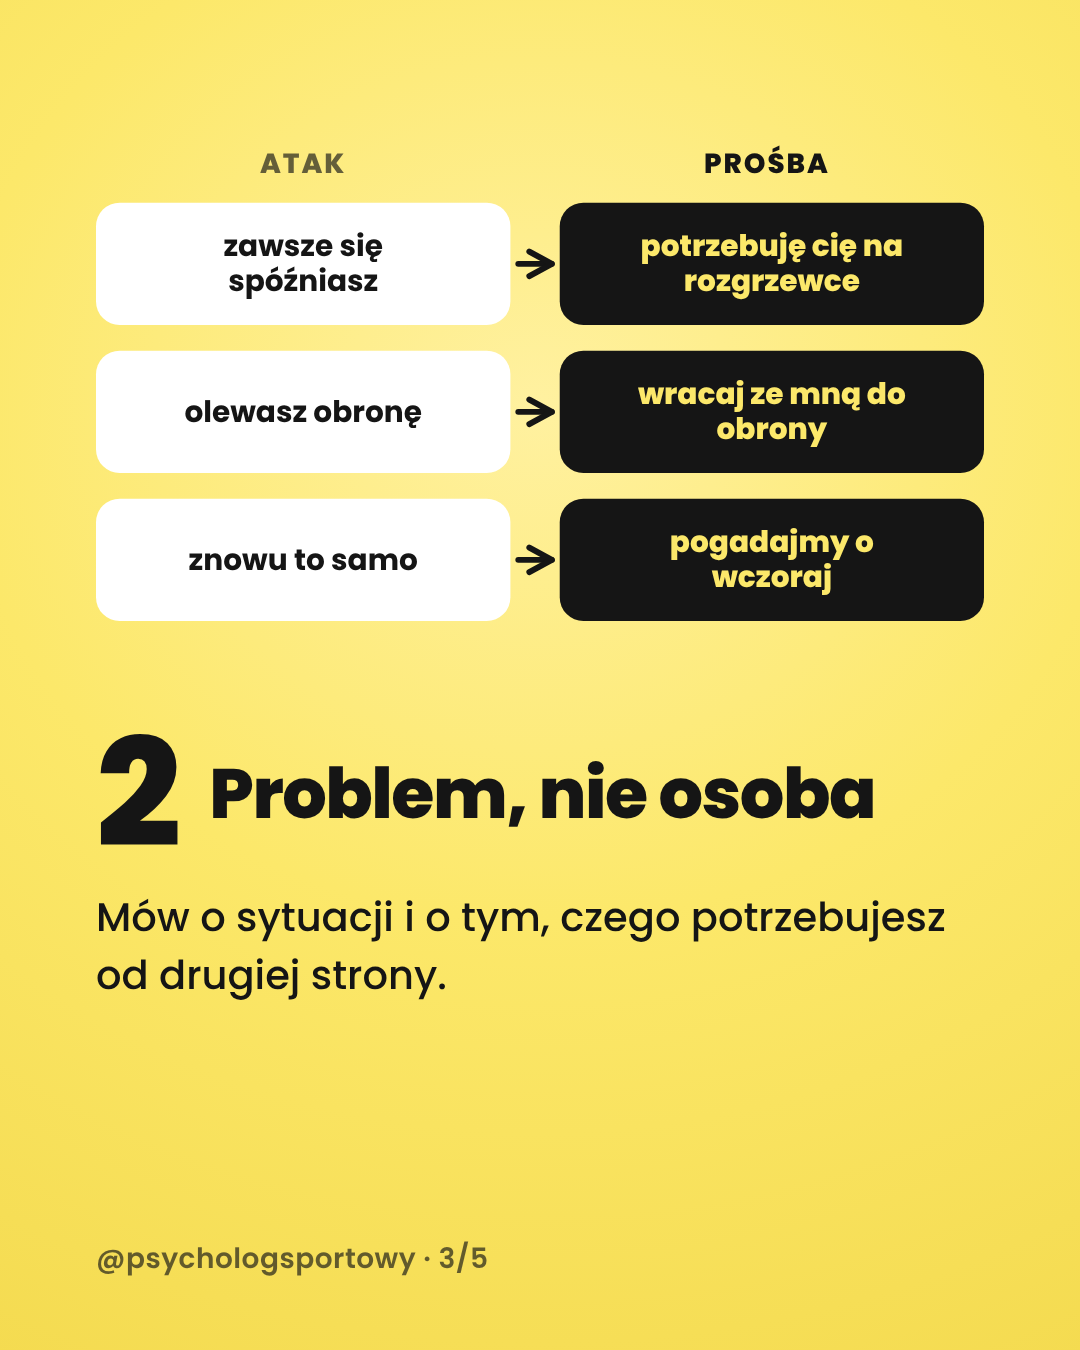 ATAK
PROŚBA
zawsze się
spóźniasz
potrzebuję cię na
rozgrzewce
olewasz obronę
wracaj ze mną do
obrony
znowu to samo
pogadajmy o
wczoraj
2 Problem, nie osoba
Mów o sytuacji i o tym, czego potrzebujesz
od drugiej strony.
@psychologsportowy · 3/5